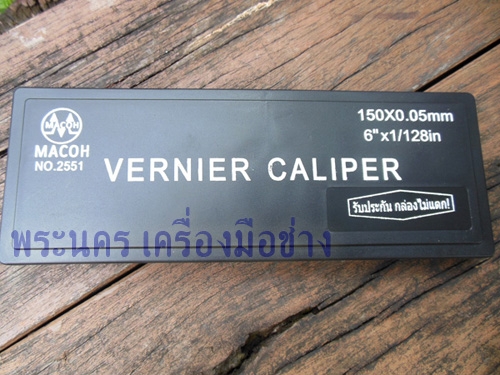 MACOH
MACOH
NO.2551
VERNIER CALIPER
150X0.05mm
6"x1/128in
รับประกัน กล่องไม่แตก!
พระนคร เครื่องมือช่าง